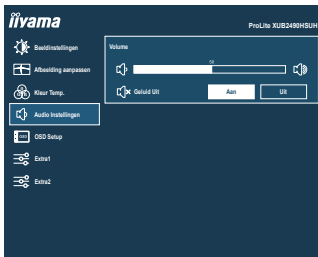 iiyama
ProLite XUB2490HSUH
Beeldinstellingen
Afbeelding aanpassen
Kleur Temp.
Audio Instellingen
OSD
OSD Setup
Extra1
Extra2
Volume
50
Geluid Uit
Aan
Uit